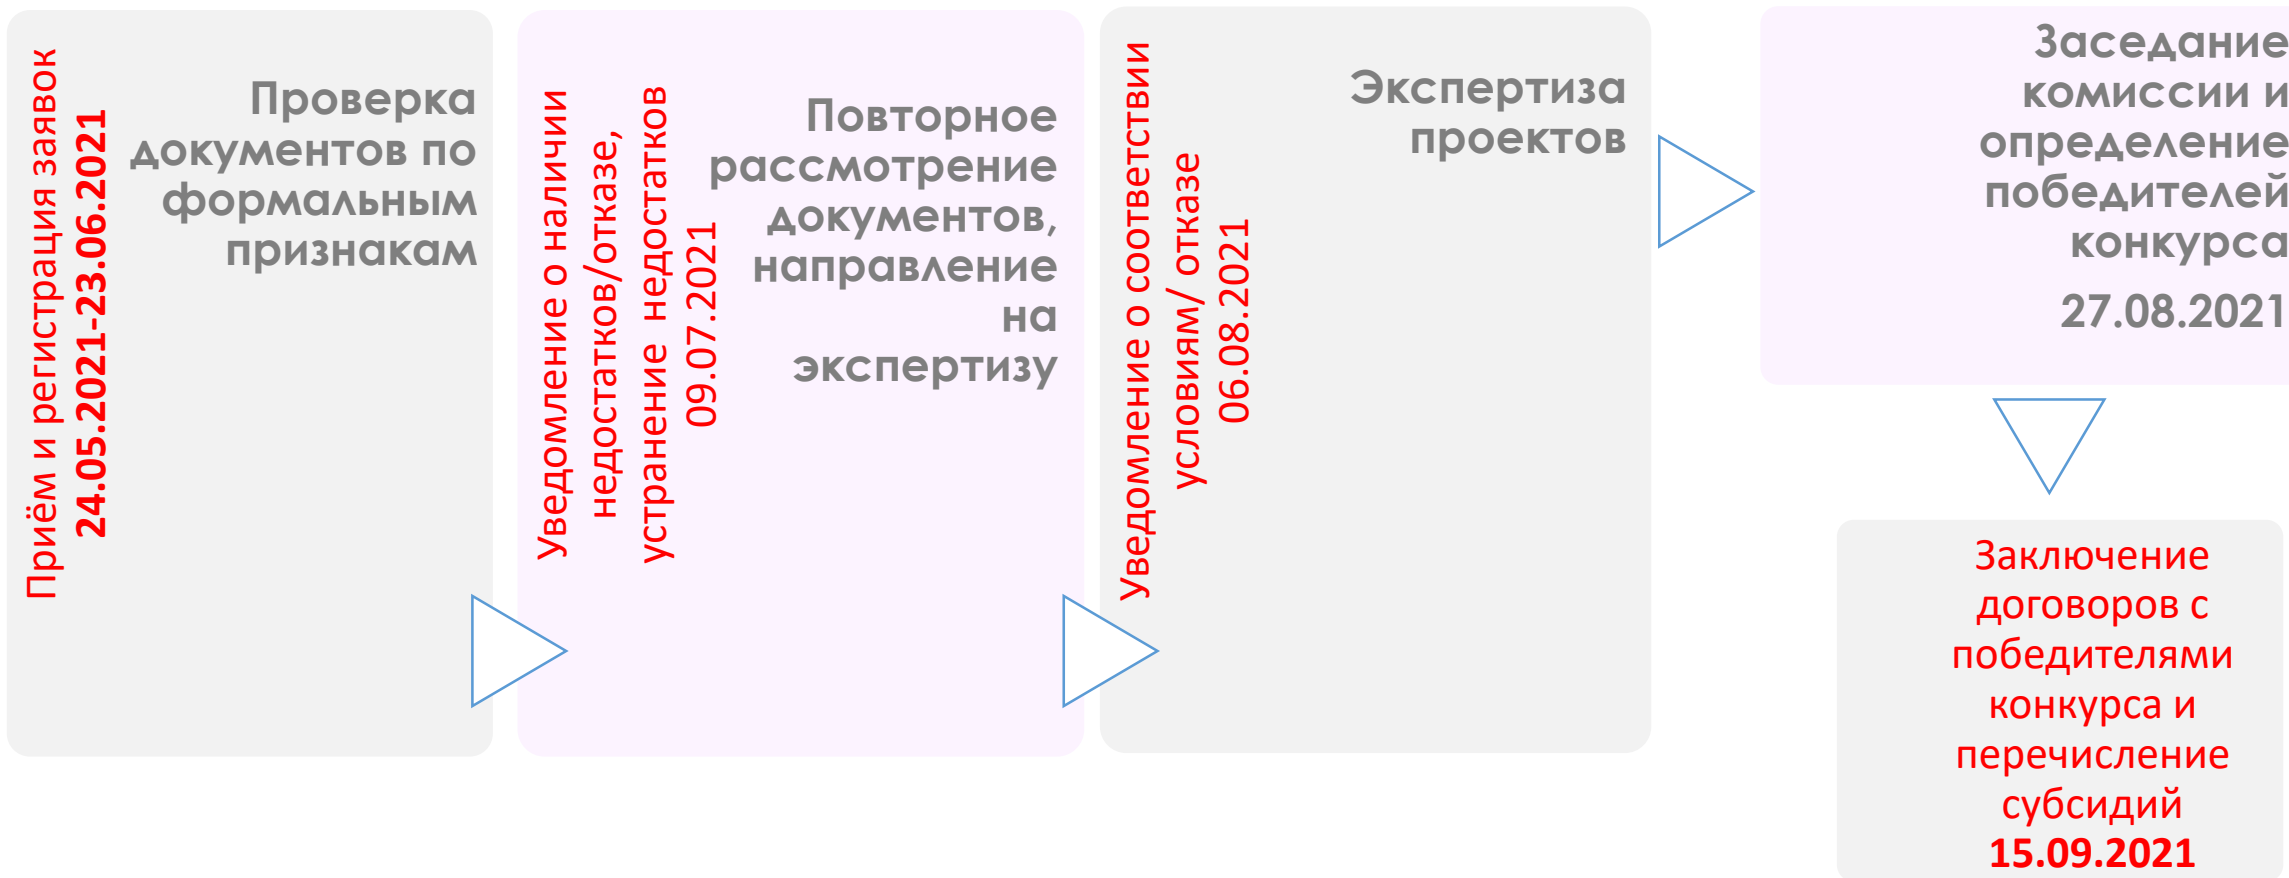 Приём и регистрация заявок
24.05.2021-23.06.2021
Проверка
документов по
формальным
признакам
Уведомление о наличии
недостатков/отказе,
устранение недостатков
09.07.2021
Повторное
рассмотрение
документов,
направление
на
экспертизу
Уведомление о соответствии
условиям/ отказе
06.08.2021
Экспертиза
проектов
Заседание
комиссии и
определение
победителей
конкурса
27.08.2021
Заключение
договоров с
победителями
конкурса и
перечисление
субсидий
15.09.2021